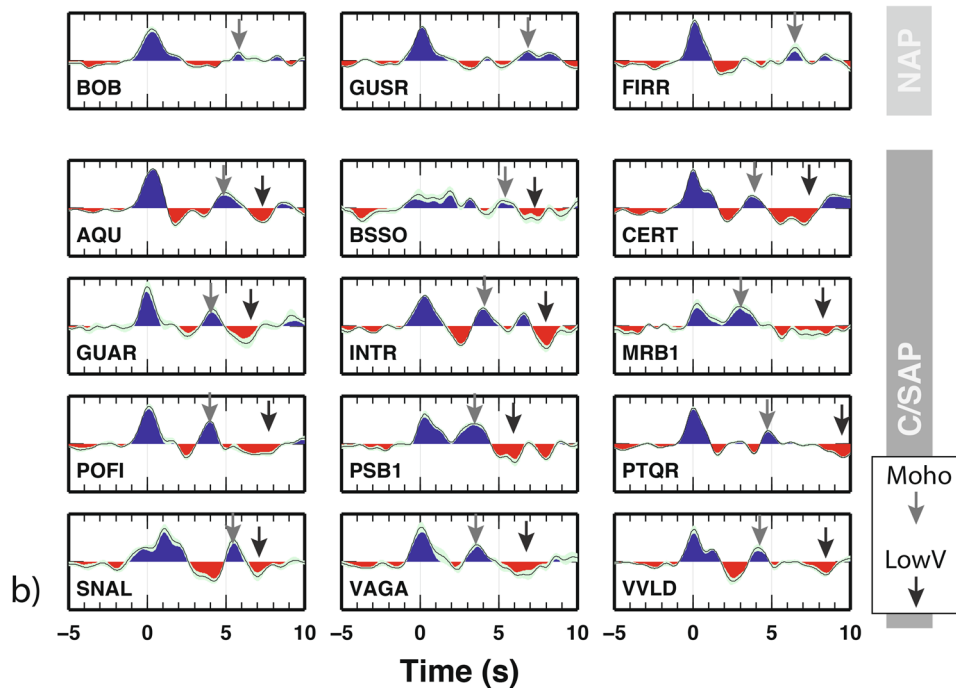 BOB
GUSR
FIRR
NAP
AQU
BSSO
CERT
GUAR
INTR
MRB1
C/SAP
POFI
PSB1
PTQR
Moho
LowV
b)
SNAL
VAGA
VVLD
−5 0 5 10
−5 0 5 10
−5 0 5 10
Time (s)